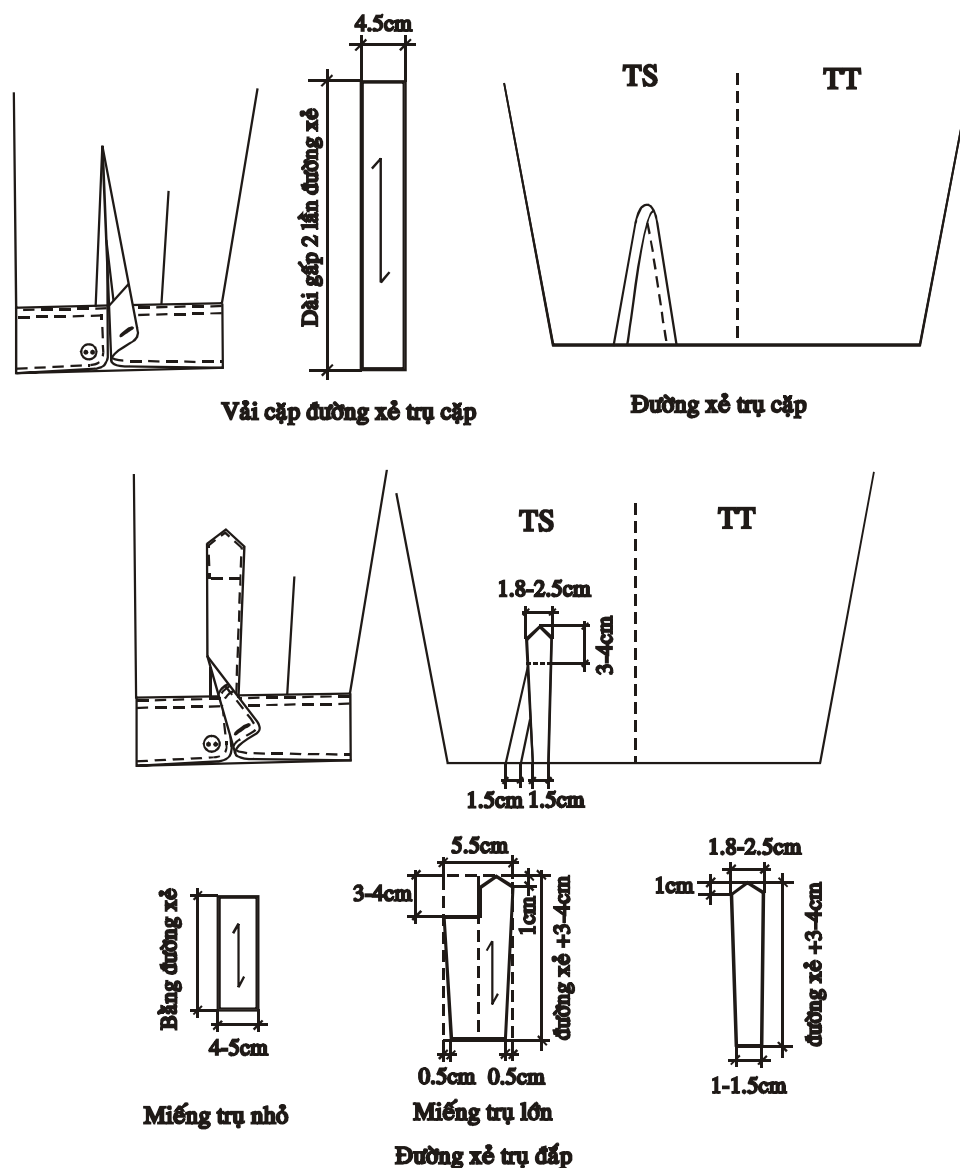 4.5cm
Dài gấp 2 lần đường xẻ
TS
TT
Vải cặp đường xẻ trụ cặp
Đường xẻ trụ cặp
TS
TT
1.8-2.5cm
3-4cm
1.5cm 1.5cm
Bằng đường xẻ
4-5cm
Miếng trụ nhỏ
5.5cm
3-4cm
1cm
đường xẻ +3-4cm
0.5cm 0.5cm
Miếng trụ lớn
1.8-2.5cm
1cm
đường xẻ +3-4cm
1-1.5cm
Đường xẻ trụ đắp